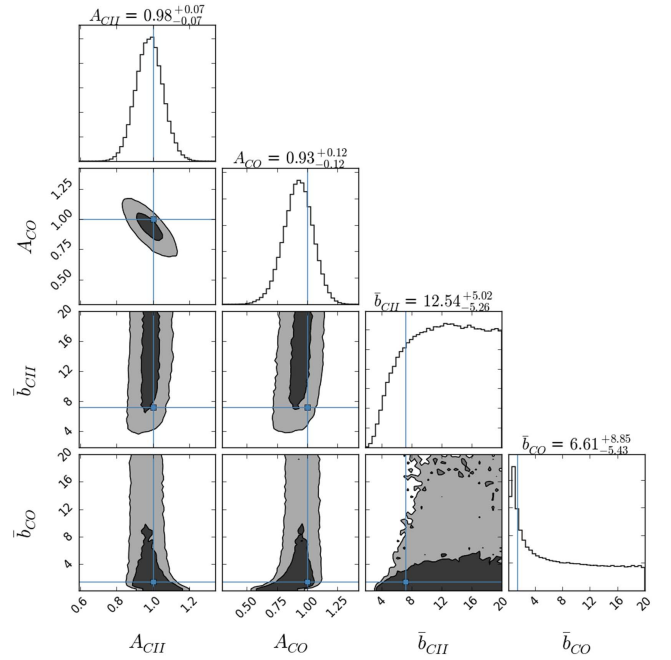 A_{CII} = 0.98^{+0.07}_{-0.07}
A_{CO} = 0.93^{+0.12}_{-0.12}
1.25
1.00
0.75
0.50
A_{CO}
b̄_{CII} = 12.54^{+5.02}_{-5.26}
20
16
12
8
4
b̄_{CII}
b̄_{CO} = 6.61^{+8.85}_{-5.43}
20
16
12
8
4
b̄_{CO}
0.6 0.8 1.0 1.2 0.50 0.75 1.00 1.25 4 8 12 16 20 4 8 12 16 20
A_{CII} A_{CO} b̄_{CII} b̄_{CO}